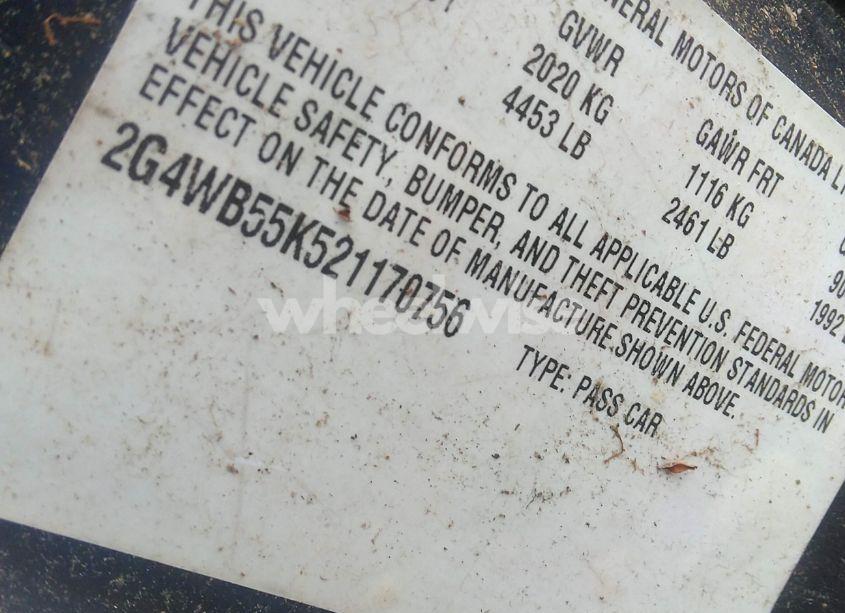 GENERAL MOTORS OF CANADA
GVWR
GAWR FRT
2020 KG
1116 KG
4453 LB
2461 LB
1992
THIS VEHICLE CONFORMS TO ALL APPLICABLE U.S. FEDERAL MOTOR
VEHICLE SAFETY, BUMPER, AND THEFT PREVENTION STANDARDS IN
EFFECT ON THE DATE OF MANUFACTURE SHOWN ABOVE.
2G4WB55K521170756
TYPE: PASS CAR